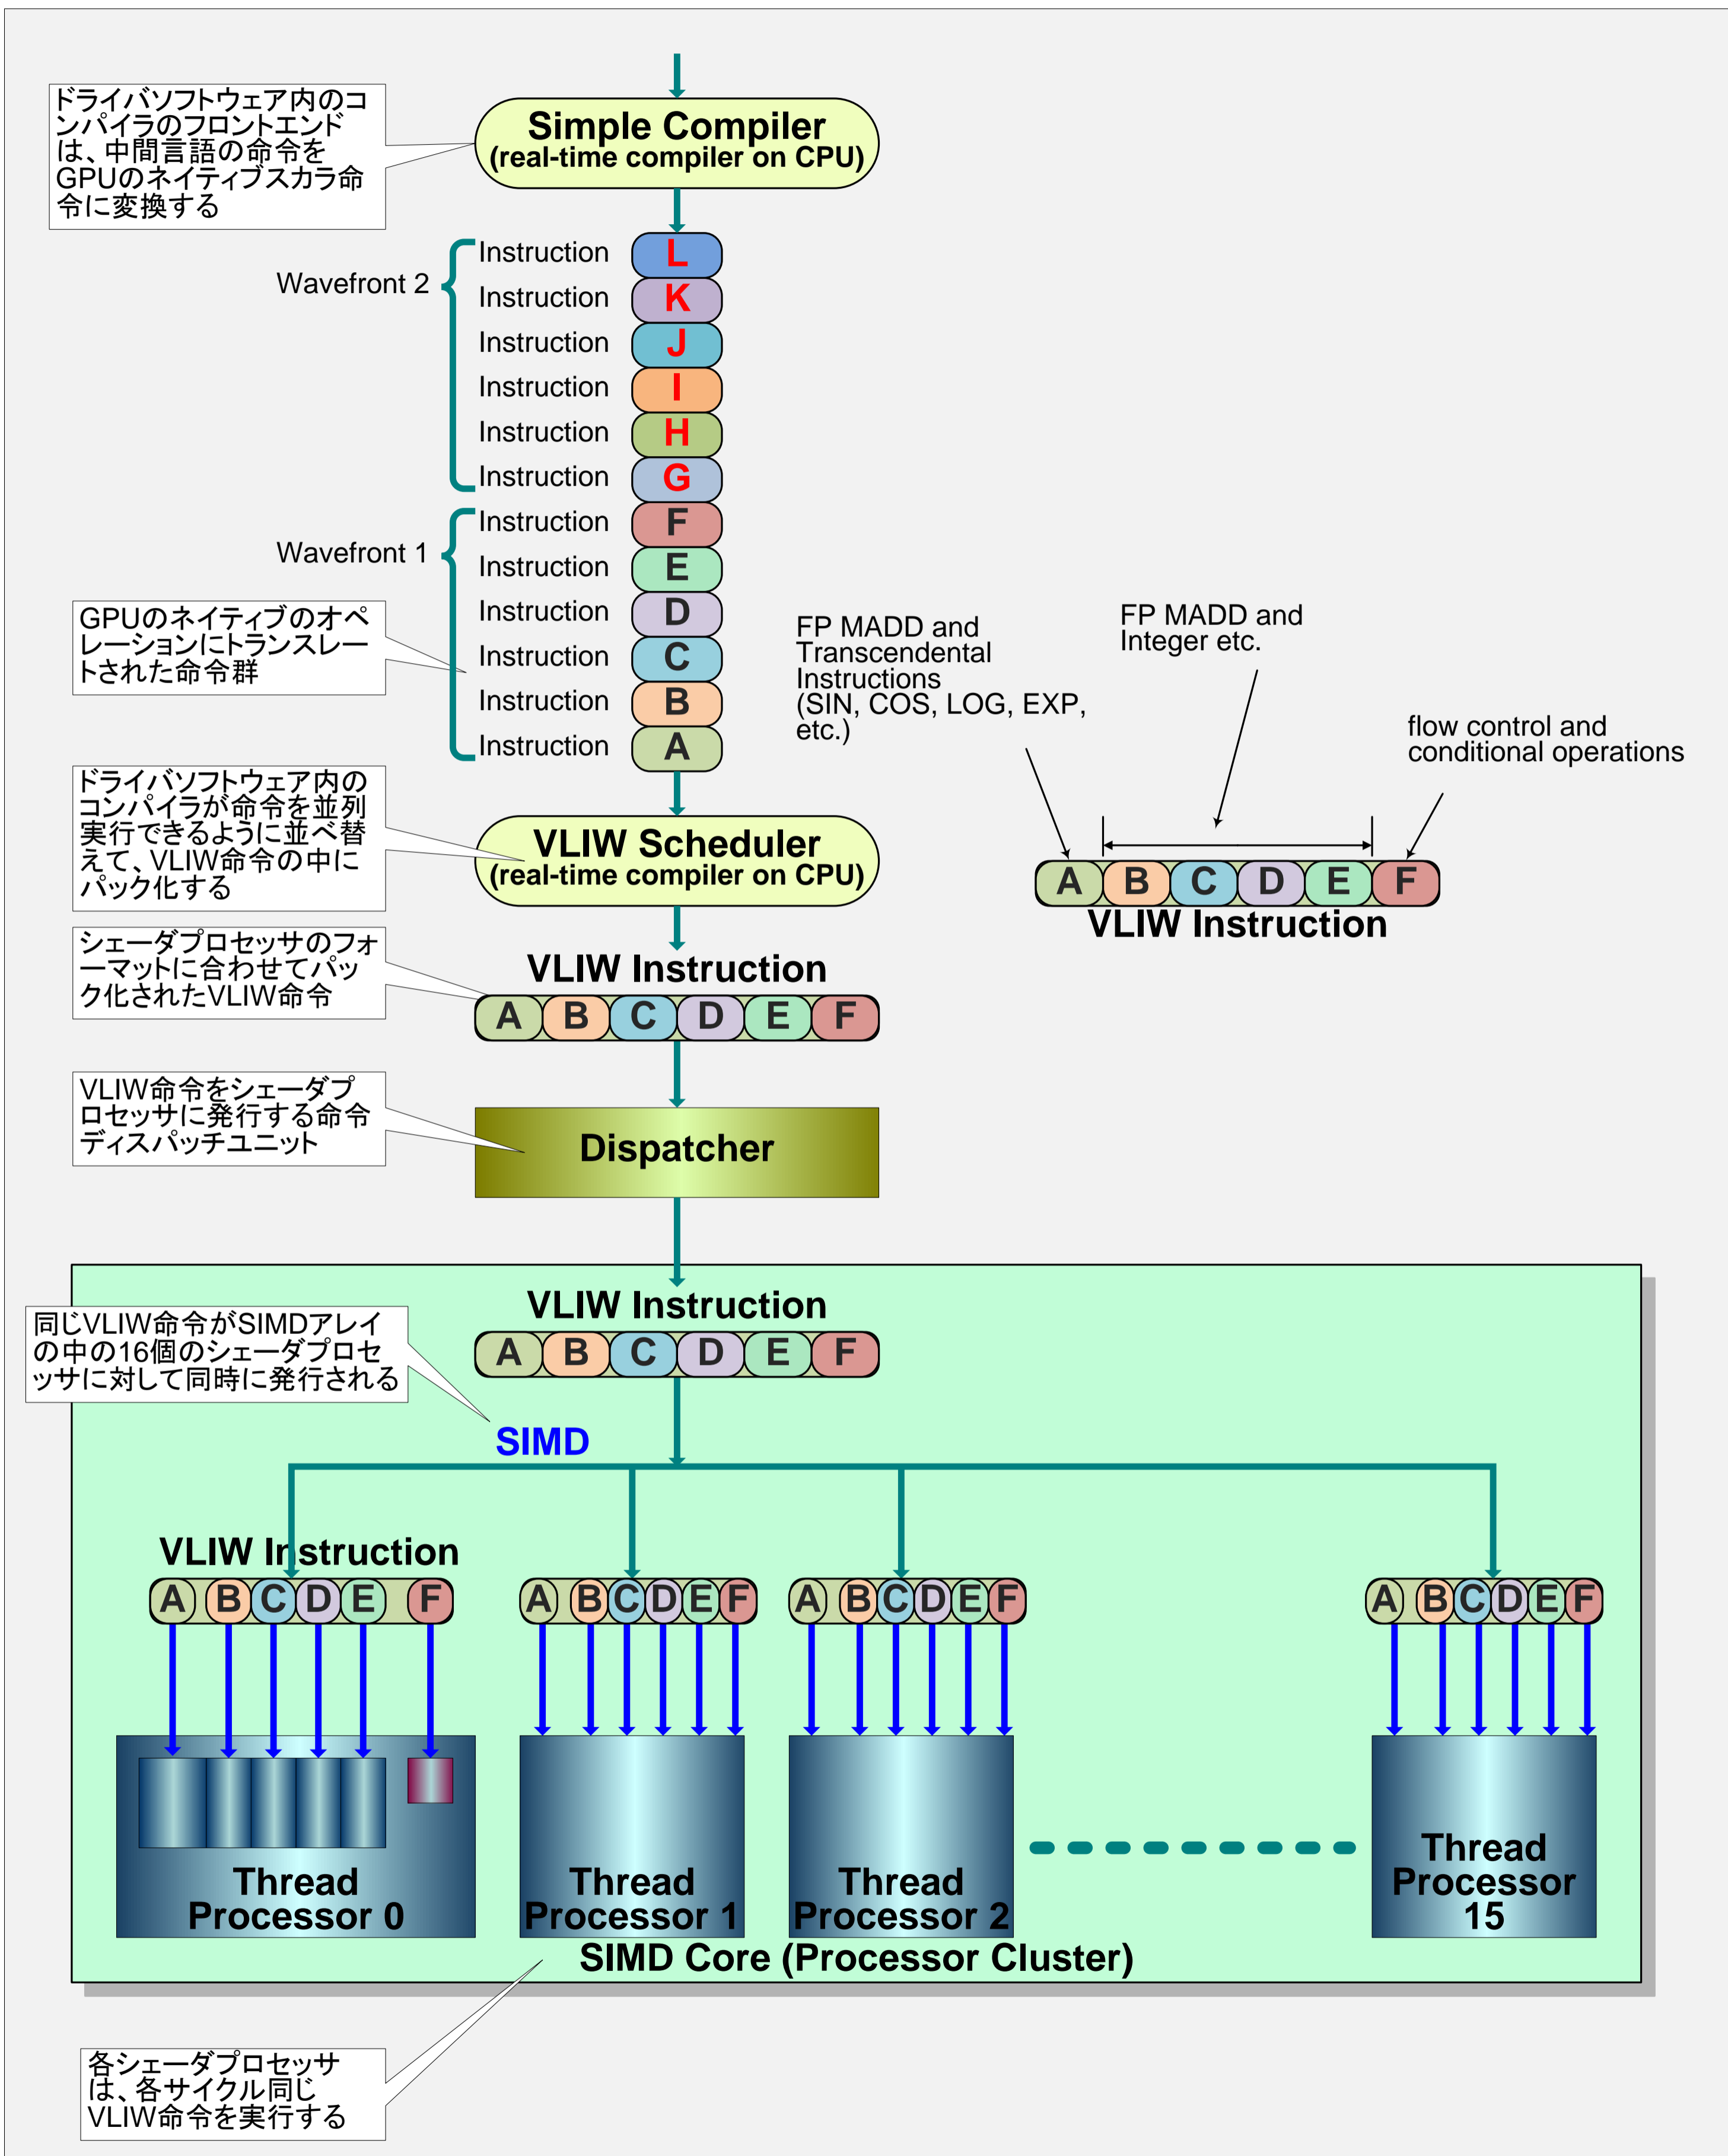 Simple Compiler
(real-time compiler on CPU)
ドライバソフトウェア内のコ
ンパイラのフロントエンド
は、中間言語の命令を
GPUのネイティブスカラ命
令に変換する
Wavefront 2
Instruction L
Instruction K
Instruction J
Instruction I
Instruction H
Instruction G
Wavefront 1
Instruction F
Instruction E
Instruction D
Instruction C
Instruction B
Instruction A
GPUのネイティブのオペ
レーションにトランスレー
トされた命令群
FP MADD and
Transcendental
Instructions
(SIN, COS, LOG, EXP,
etc.)
FP MADD and
Integer etc.
flow control and
conditional operations
A B C D E F
VLIW Instruction
ドライバソフトウェア内の
コンパイラが命令を並列
実行できるように並べ替
えて、VLIW命令の中に
パック化する
VLIW Scheduler
(real-time compiler on CPU)
シェーダプロセッサのフォ
ーマットに合わせてパッ
ク化されたVLIW命令
VLIW Instruction
A B C D E F
VLIW命令をシェーダプ
ロセッサに発行する命令
ディスパッチユニット
Dispatcher
VLIW Instruction
A B C D E F
同じVLIW命令がSIMDアレイ
の中の16個のシェーダプロセ
ッサに対して同時に発行される
SIMD
VLIW Instruction
A B C D E F
A B C D E F
A B C D E F
A B C D E F
Thread
Processor 0
Thread
Processor 1
Thread
Processor 2
Thread
Processor
15
SIMD Core (Processor Cluster)
各シェーダプロセッサ
は、各サイクル同じ
VLIW命令を実行する